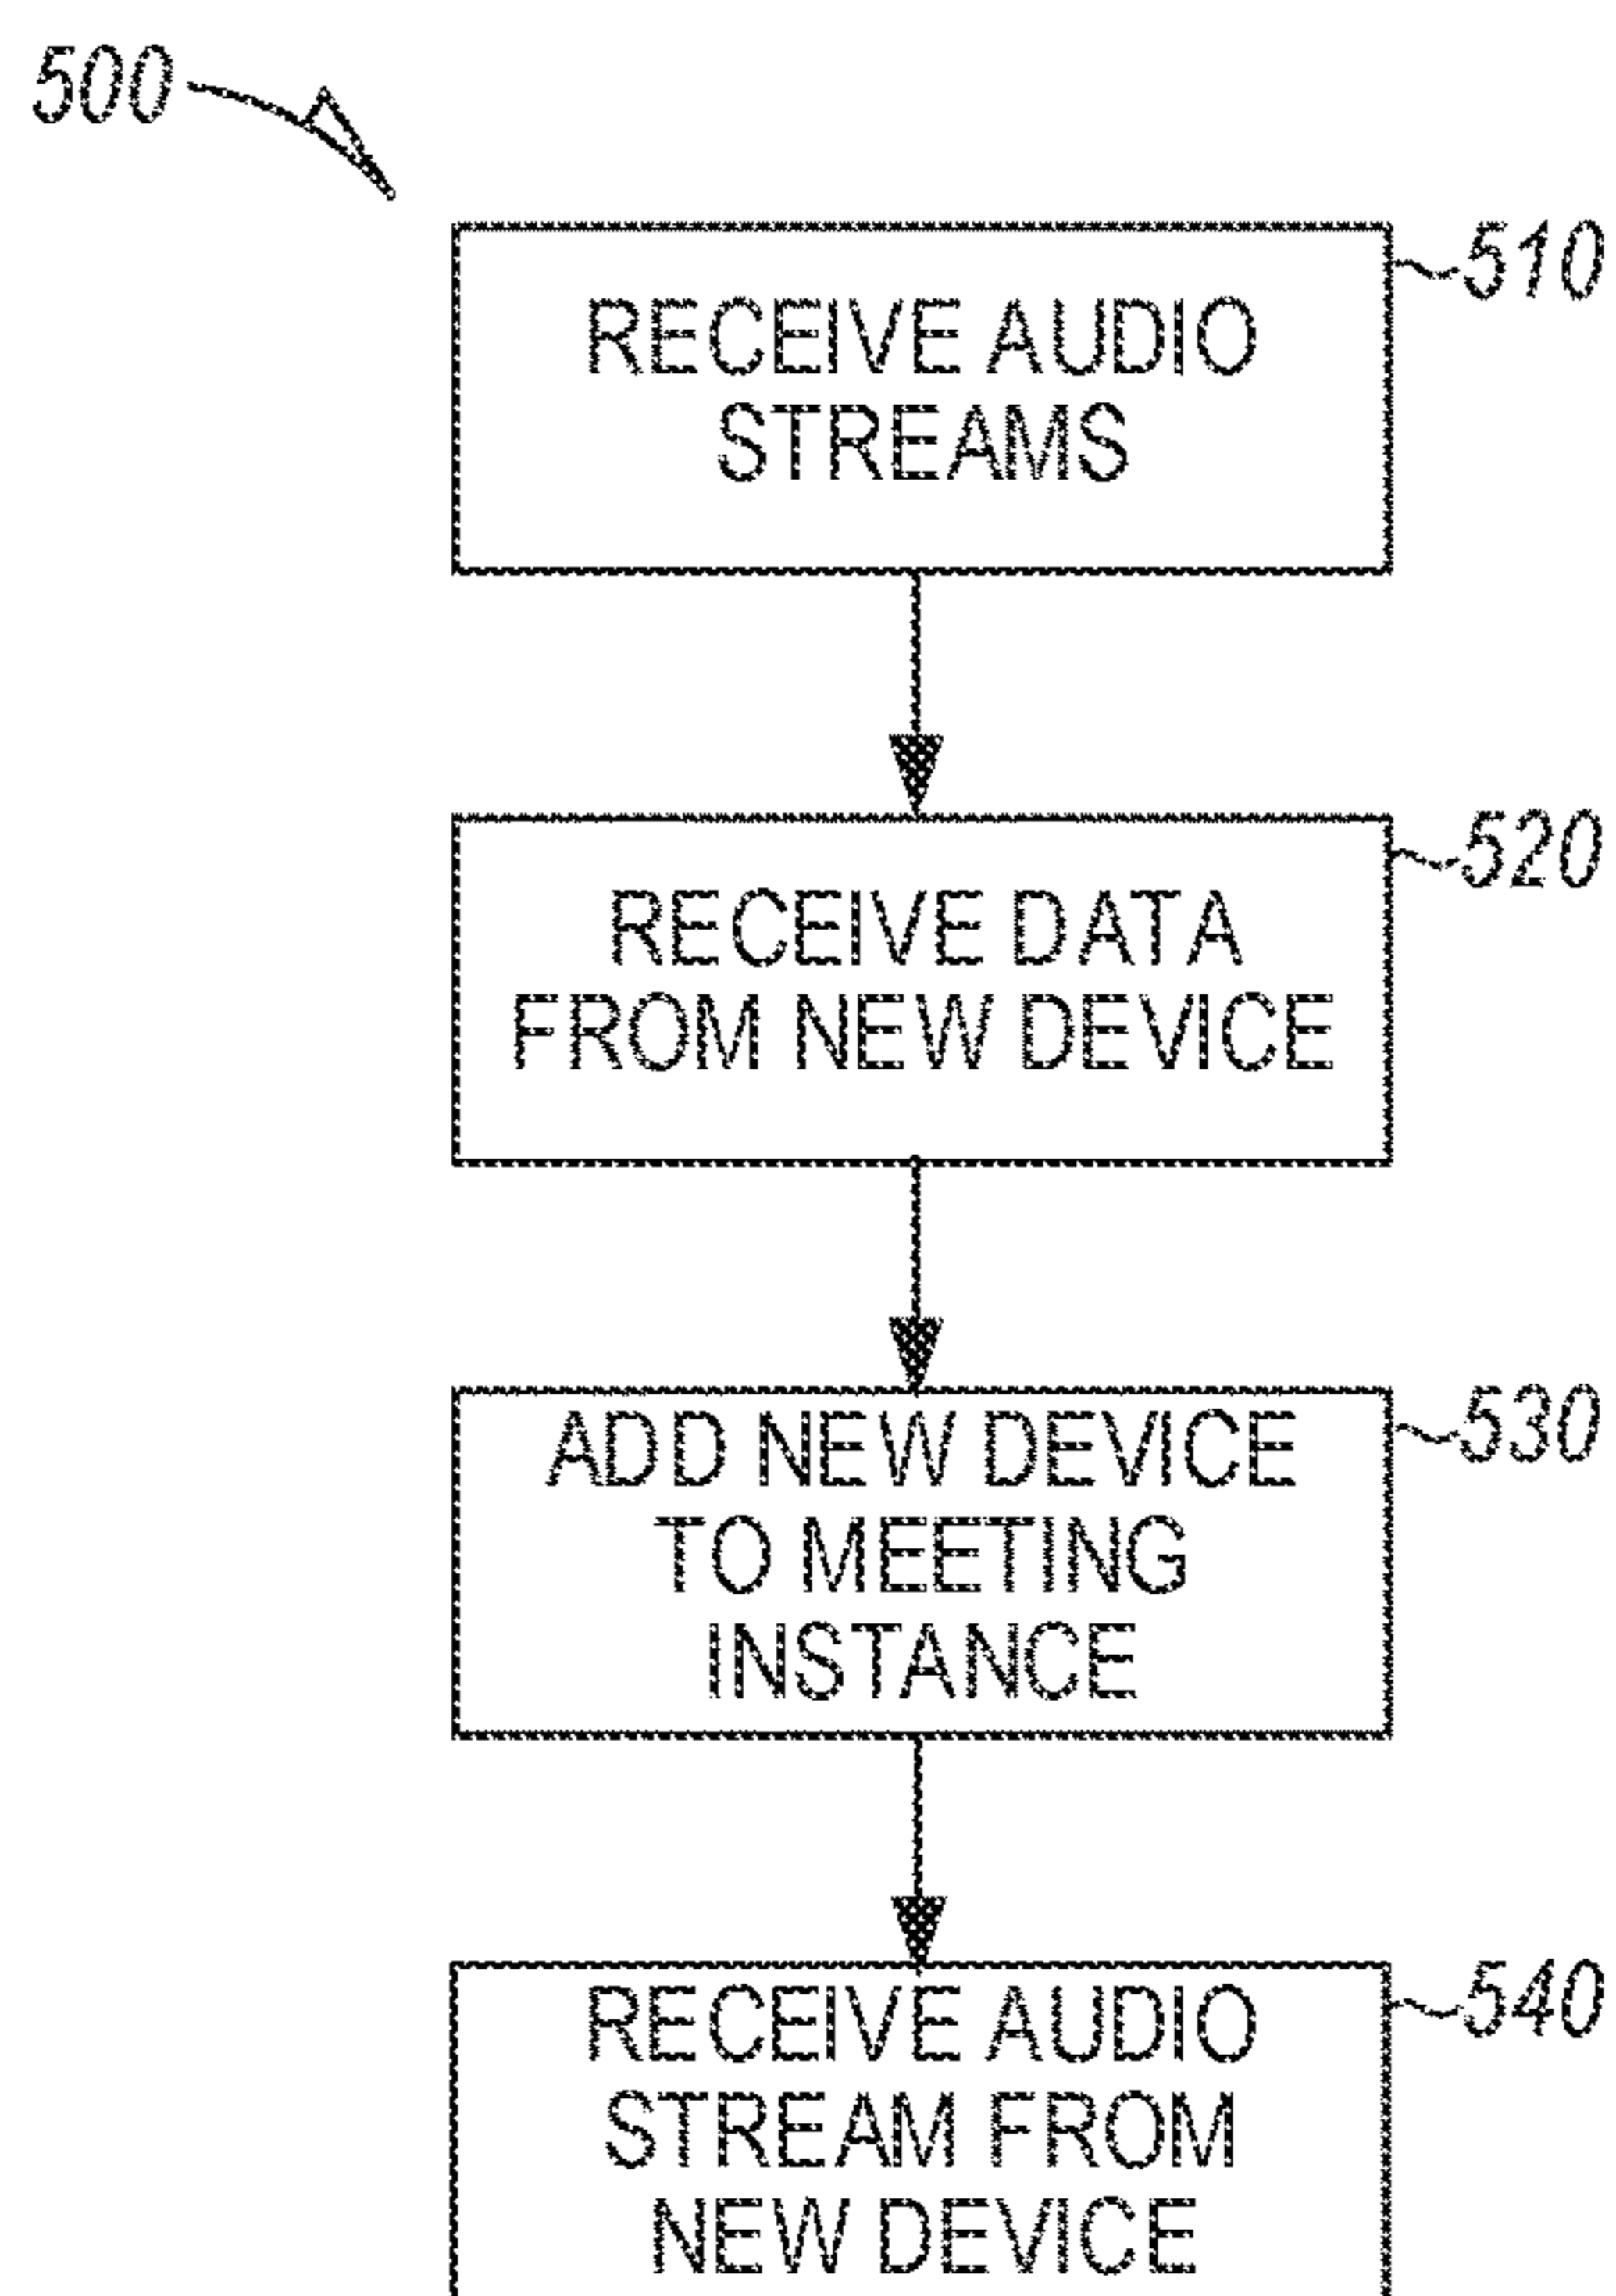 500
510
RECEIVE AUDIO
STREAMS
520
RECEIVE DATA
FROM NEW DEVICE
530
ADD NEW DEVICE
TO MEETING
INSTANCE
540
RECEIVE AUDIO
STREAM FROM
NEW DEVICE